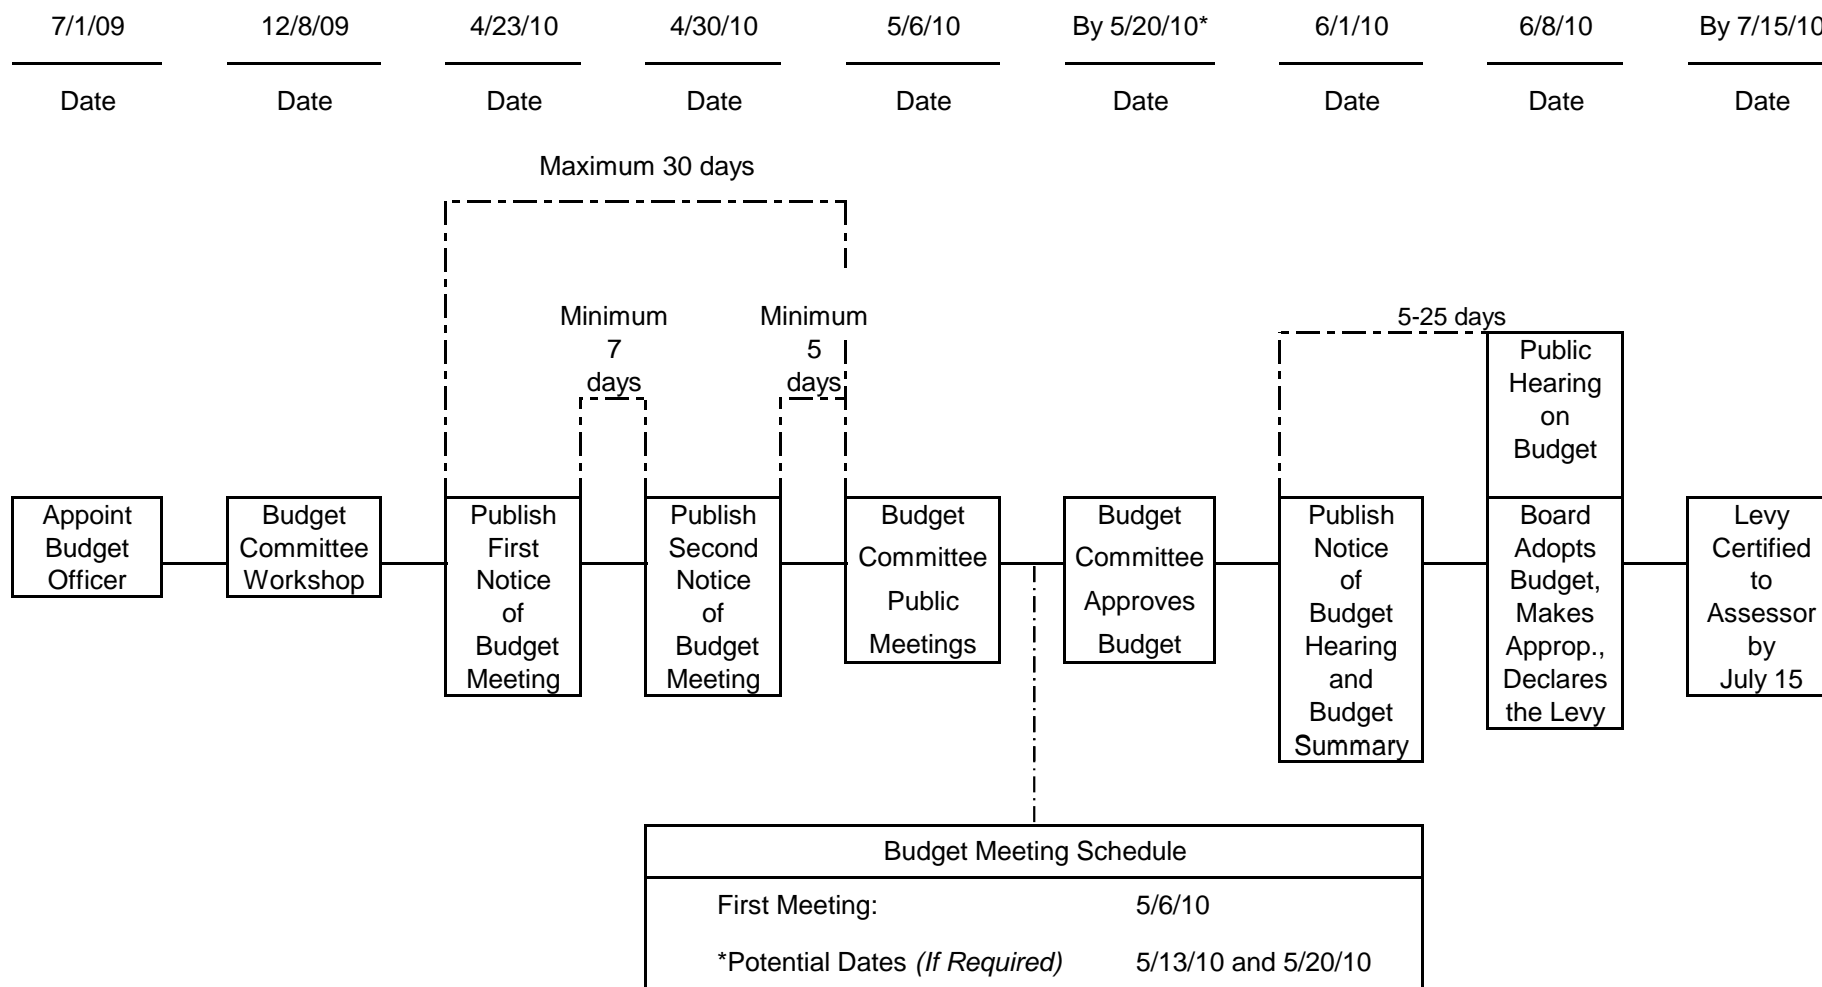 7/1/09 12/8/09 4/23/10 4/30/10 5/6/10 By 5/20/10* 6/1/10 6/8/10 By 7/15/10
Date Date Date Date Date Date Date Date Date
Maximum 30 days
Minimum
7
days
Minimum
5
days
5-25 days
Public
Hearing
on
Budget
Appoint
Budget
Officer
Budget
Committee
Workshop
Publish
First
Notice
of
Budget
Meeting
Publish
Second
Notice
of
Budget
Meeting
Budget
Committee
Public
Meetings
Budget
Committee
Approves
Budget
Publish
Notice
of
Budget
Hearing
and
Budget
Summary
Board
Adopts
Budget,
Makes
Approp.,
Declares
the Levy
Levy
Certified
to
Assessor
by
July 15
Budget Meeting Schedule
First Meeting: 5/6/10
*Potential Dates (If Required) 5/13/10 and 5/20/10